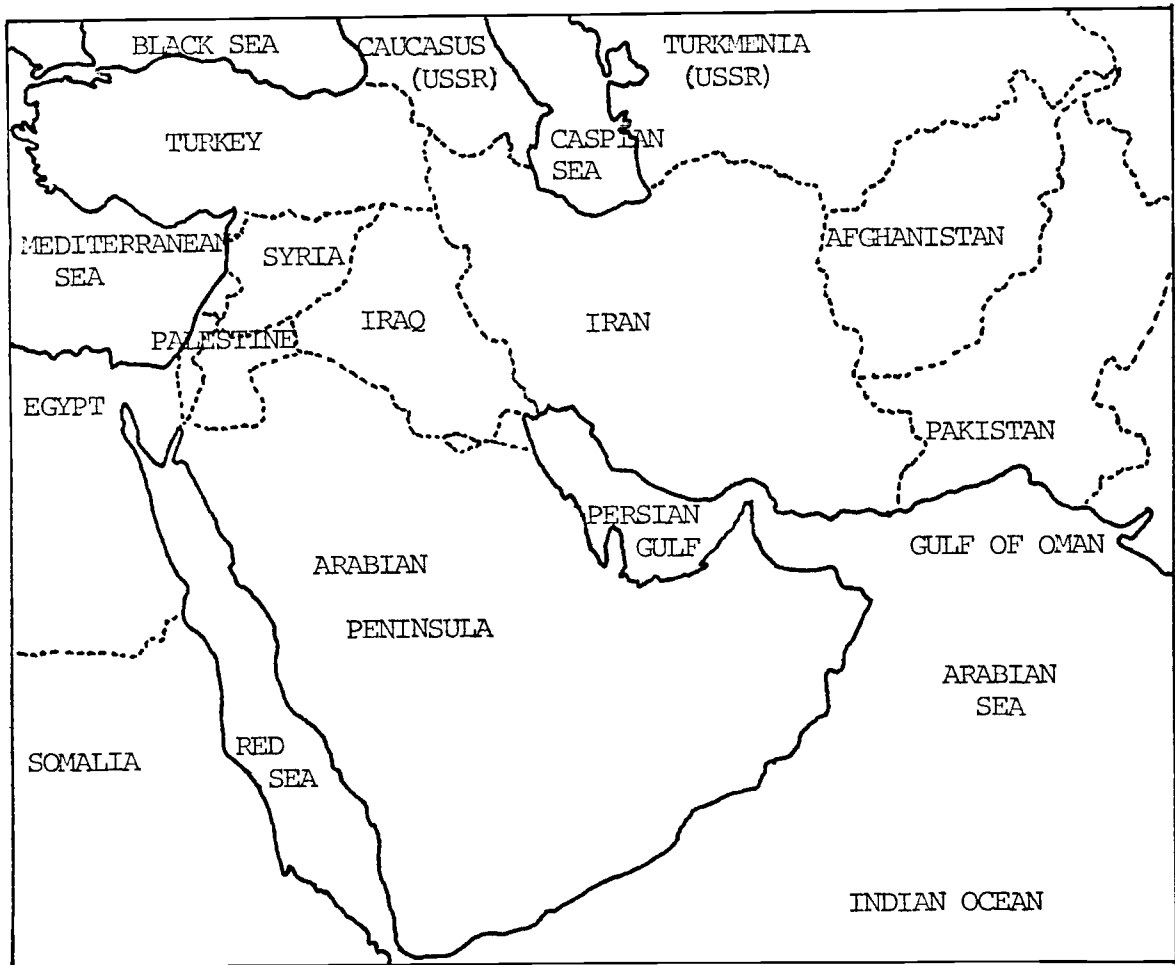 BLACK SEA
CAUCASUS
(USSR)
TURKMENIA
(USSR)
TURKEY
CASPIAN
SEA
MEDITERRANEAN
SEA
SYRIA
AFGHANISTAN
PALESTINE
IRAQ
IRAN
EGYPT
PAKISTAN
PERSIAN
GULF
GULF OF OMAN
ARABIAN
PENINSULA
ARABIAN
SEA
RED
SEA
SOMALIA
INDIAN OCEAN